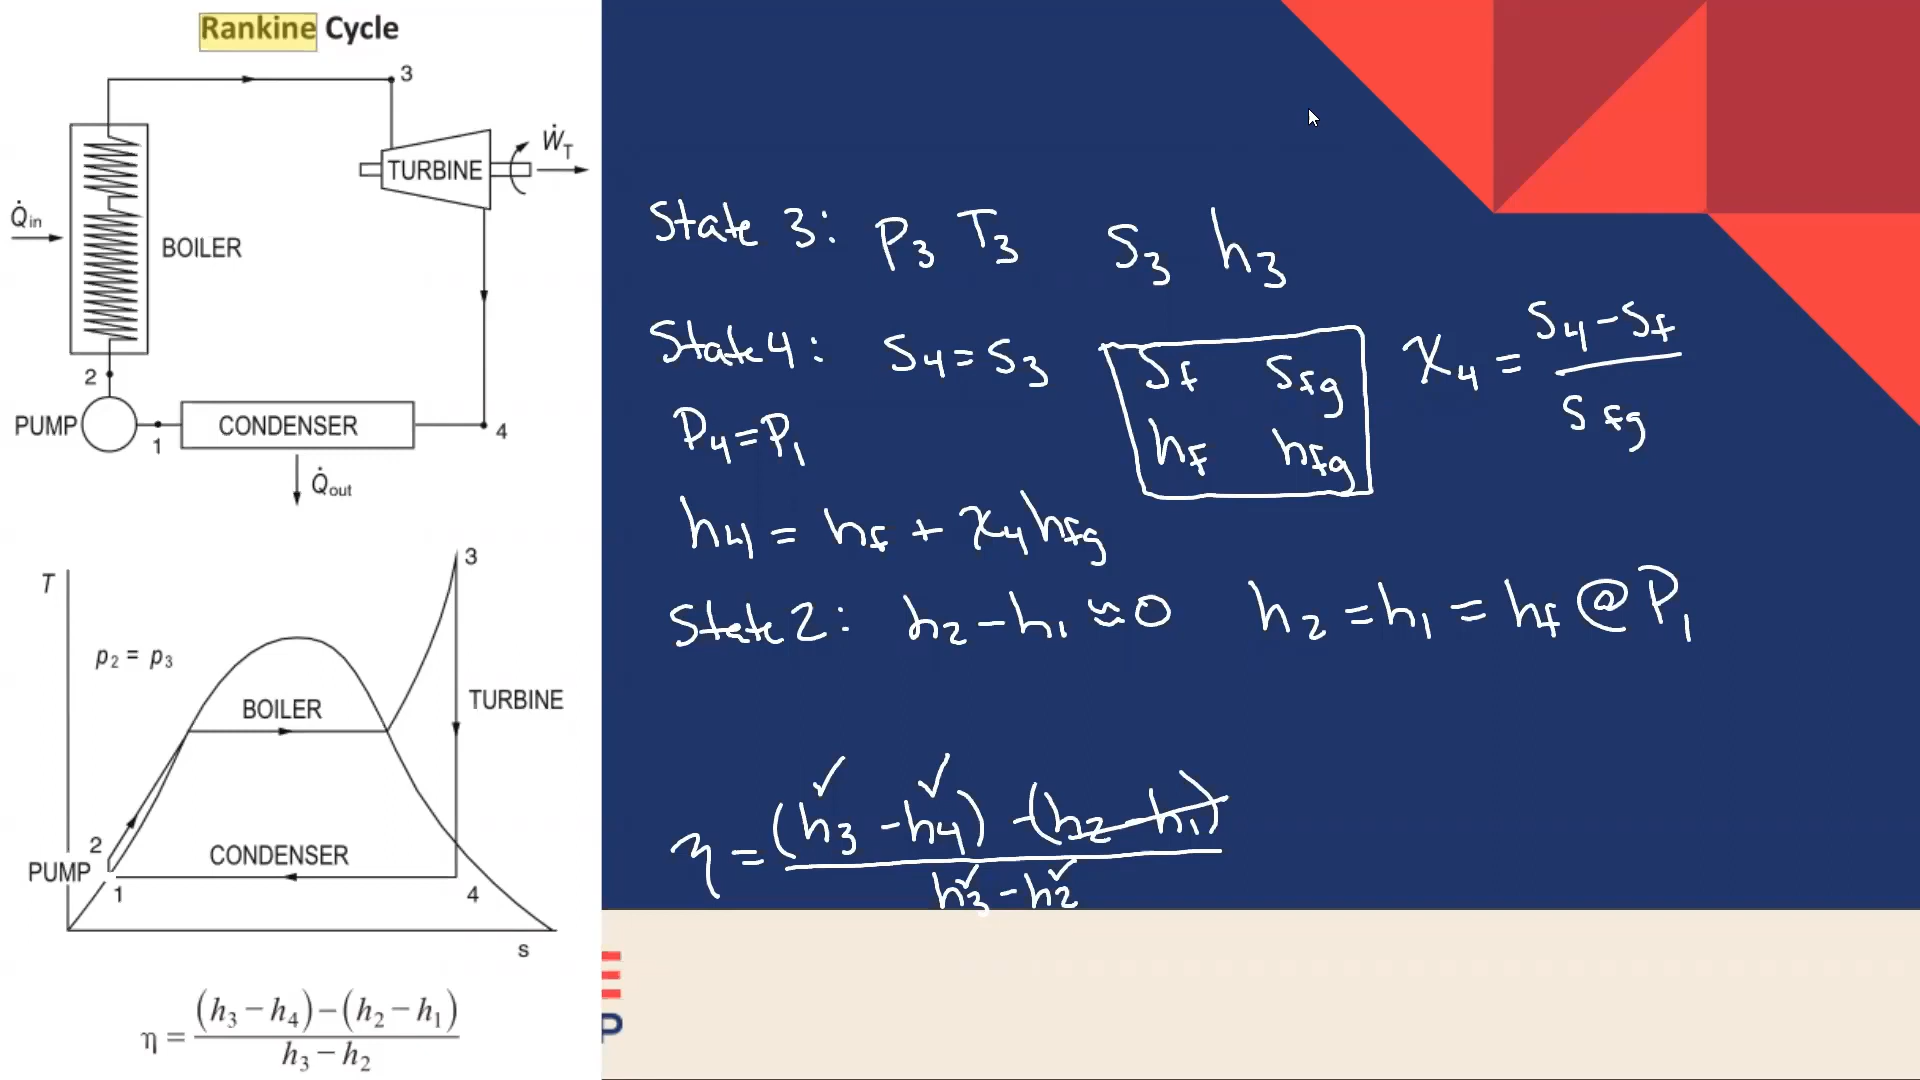 Rankine Cycle
3
TURBINE
Ẇ_T
Q̇_in
BOILER
2
PUMP
1
CONDENSER
4
Q̇_out
T
3
p₂ = p₃
BOILER
TURBINE
2
CONDENSER
PUMP
1
4
s
η = ((h₃ − h₄) − (h₂ − h₁)) / (h₃ − h₂)
State 3: P₃ T₃ S₃ h₃
State 4: S₄ = S₃ S_f S_fg x₄ = (S₄ − S_f) / S_fg
P₄ = P₁ h_f h_fg
h₄ = h_f + x₄ h_fg
State 2: h₂ − h₁ ≈ 0 h₂ = h₁ = h_f @ P₁
✓ ✓
η = ((h₃ − h₄) − (h₂ − h₁)) / (h₃ − h₂)
✓ ✓
P